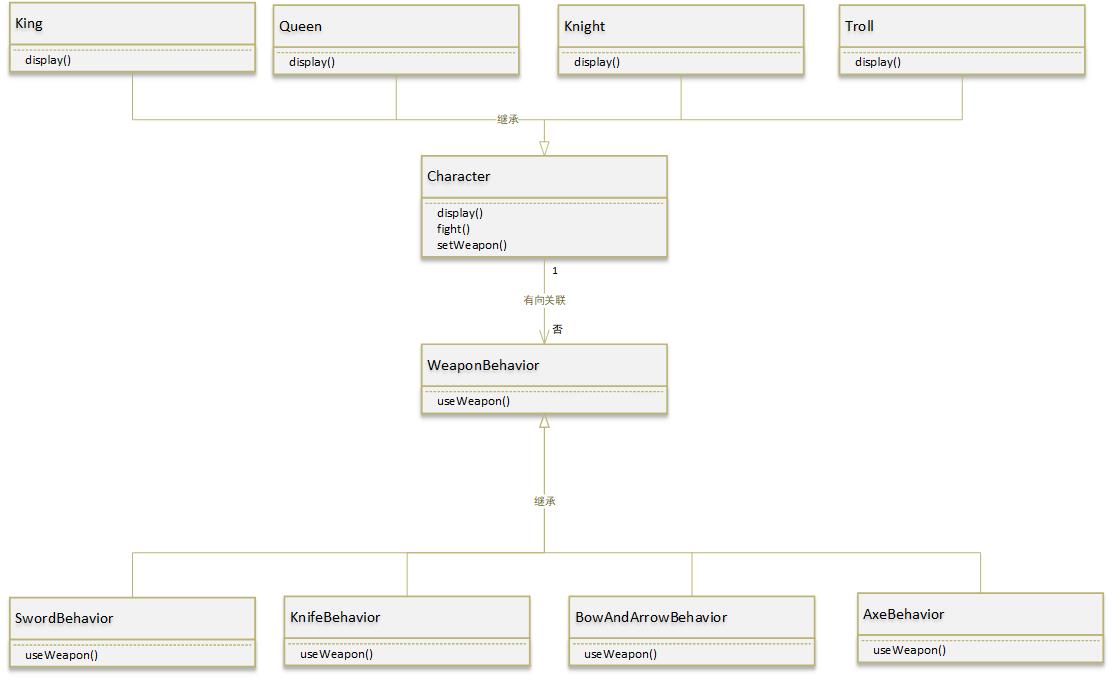 King
display()
Queen
display()
Knight
display()
Troll
display()
继承
Character
display()
fight()
setWeapon()
1
有向关联
否
WeaponBehavior
useWeapon()
继承
SwordBehavior
useWeapon()
KnifeBehavior
useWeapon()
BowAndArrowBehavior
useWeapon()
AxeBehavior
useWeapon()